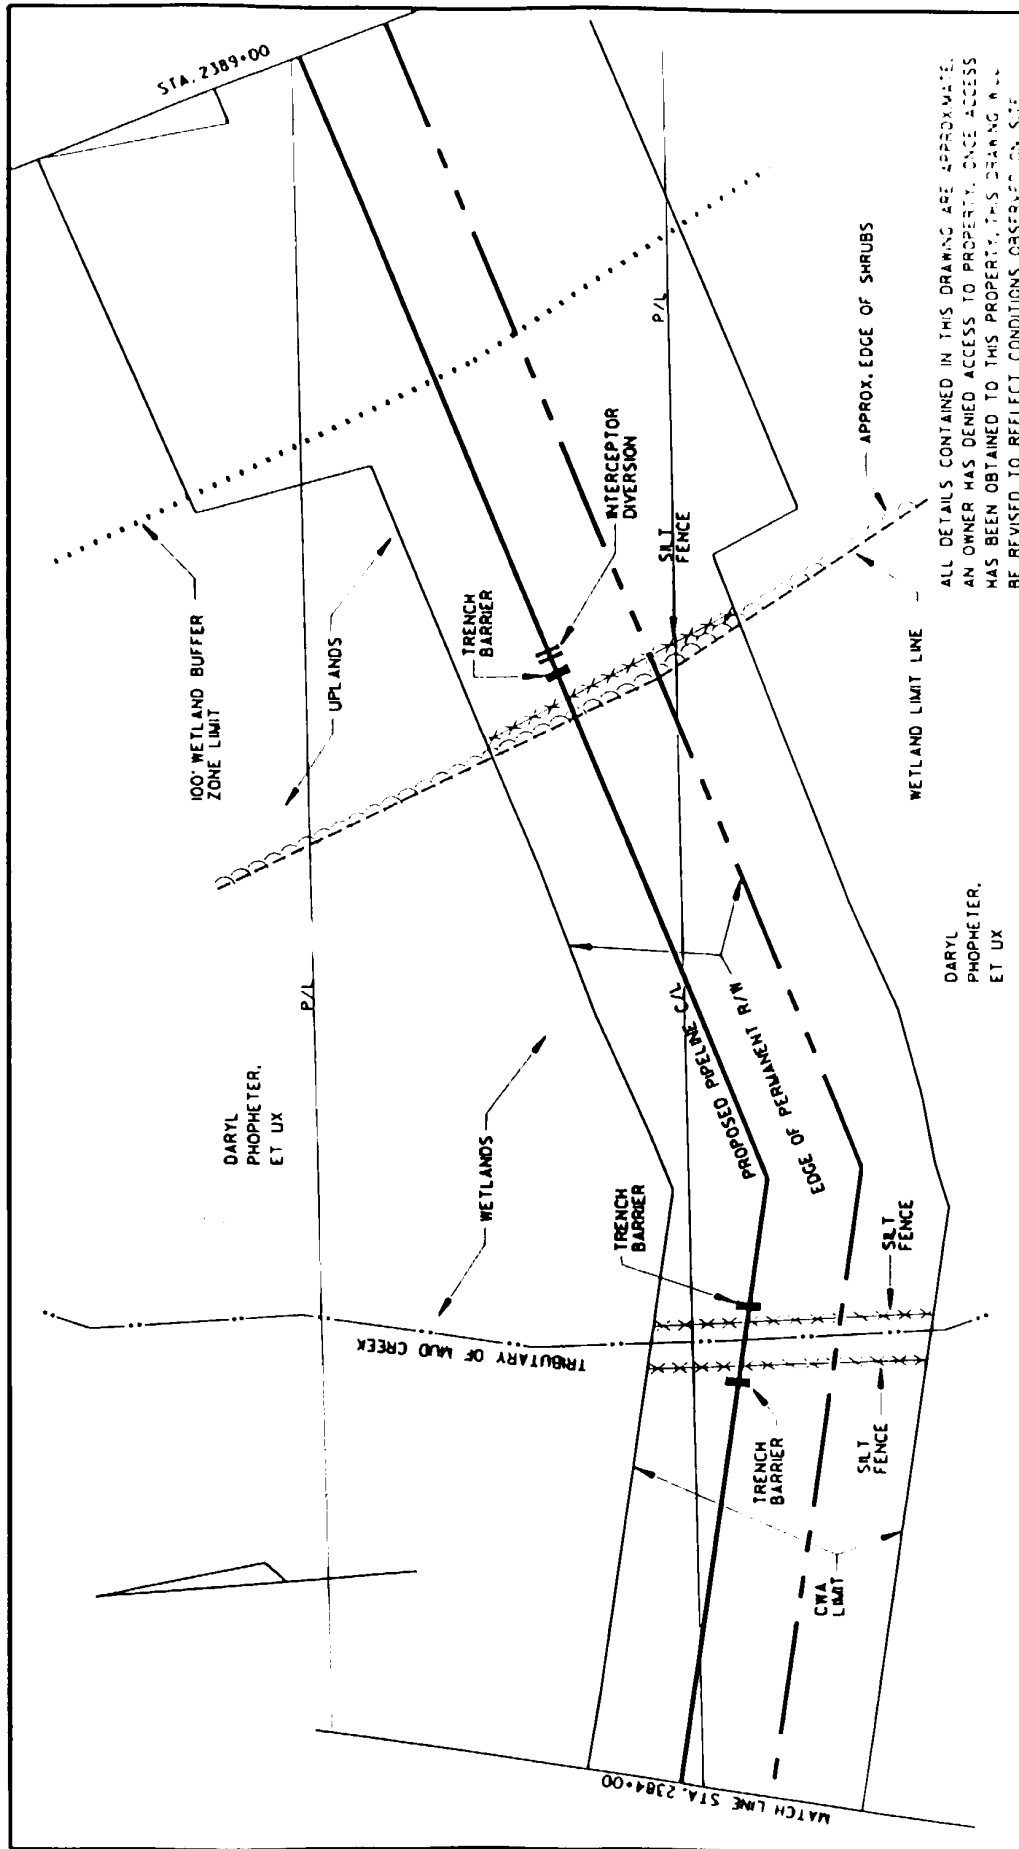 STA. 2389+00
100' WETLAND BUFFER
ZONE LIMIT
UPLANDS
TRENCH
BARRIER
INTERCEPTOR
DIVERSION
SILT
FENCE
P/L
APPROX. EDGE OF SHRUBS
WETLAND LIMIT LINE
ALL DETAILS CONTAINED IN THIS DRAWING ARE APPROXIMATE.
AN OWNER HAS DENIED ACCESS TO PROPERTY. ONCE ACCESS
HAS BEEN OBTAINED TO THIS PROPERTY, THIS DRAWING WILL
BE REVISED TO REFLECT CONDITIONS OBSERVED ON SITE
P/L
DARYL
PHOPHETER,
ET UX
DARYL
PHOPHETER,
ET UX
WETLANDS
PROPOSED PIPELINE C/L
EDGE OF PERMANENT R/W
TRENCH
BARRIER
SILT
FENCE
TRIBUTARY OF MUD CREEK
TRENCH
BARRIER
SILT
FENCE
CWA
LIMIT
MATCH LINE STA. 2384+00